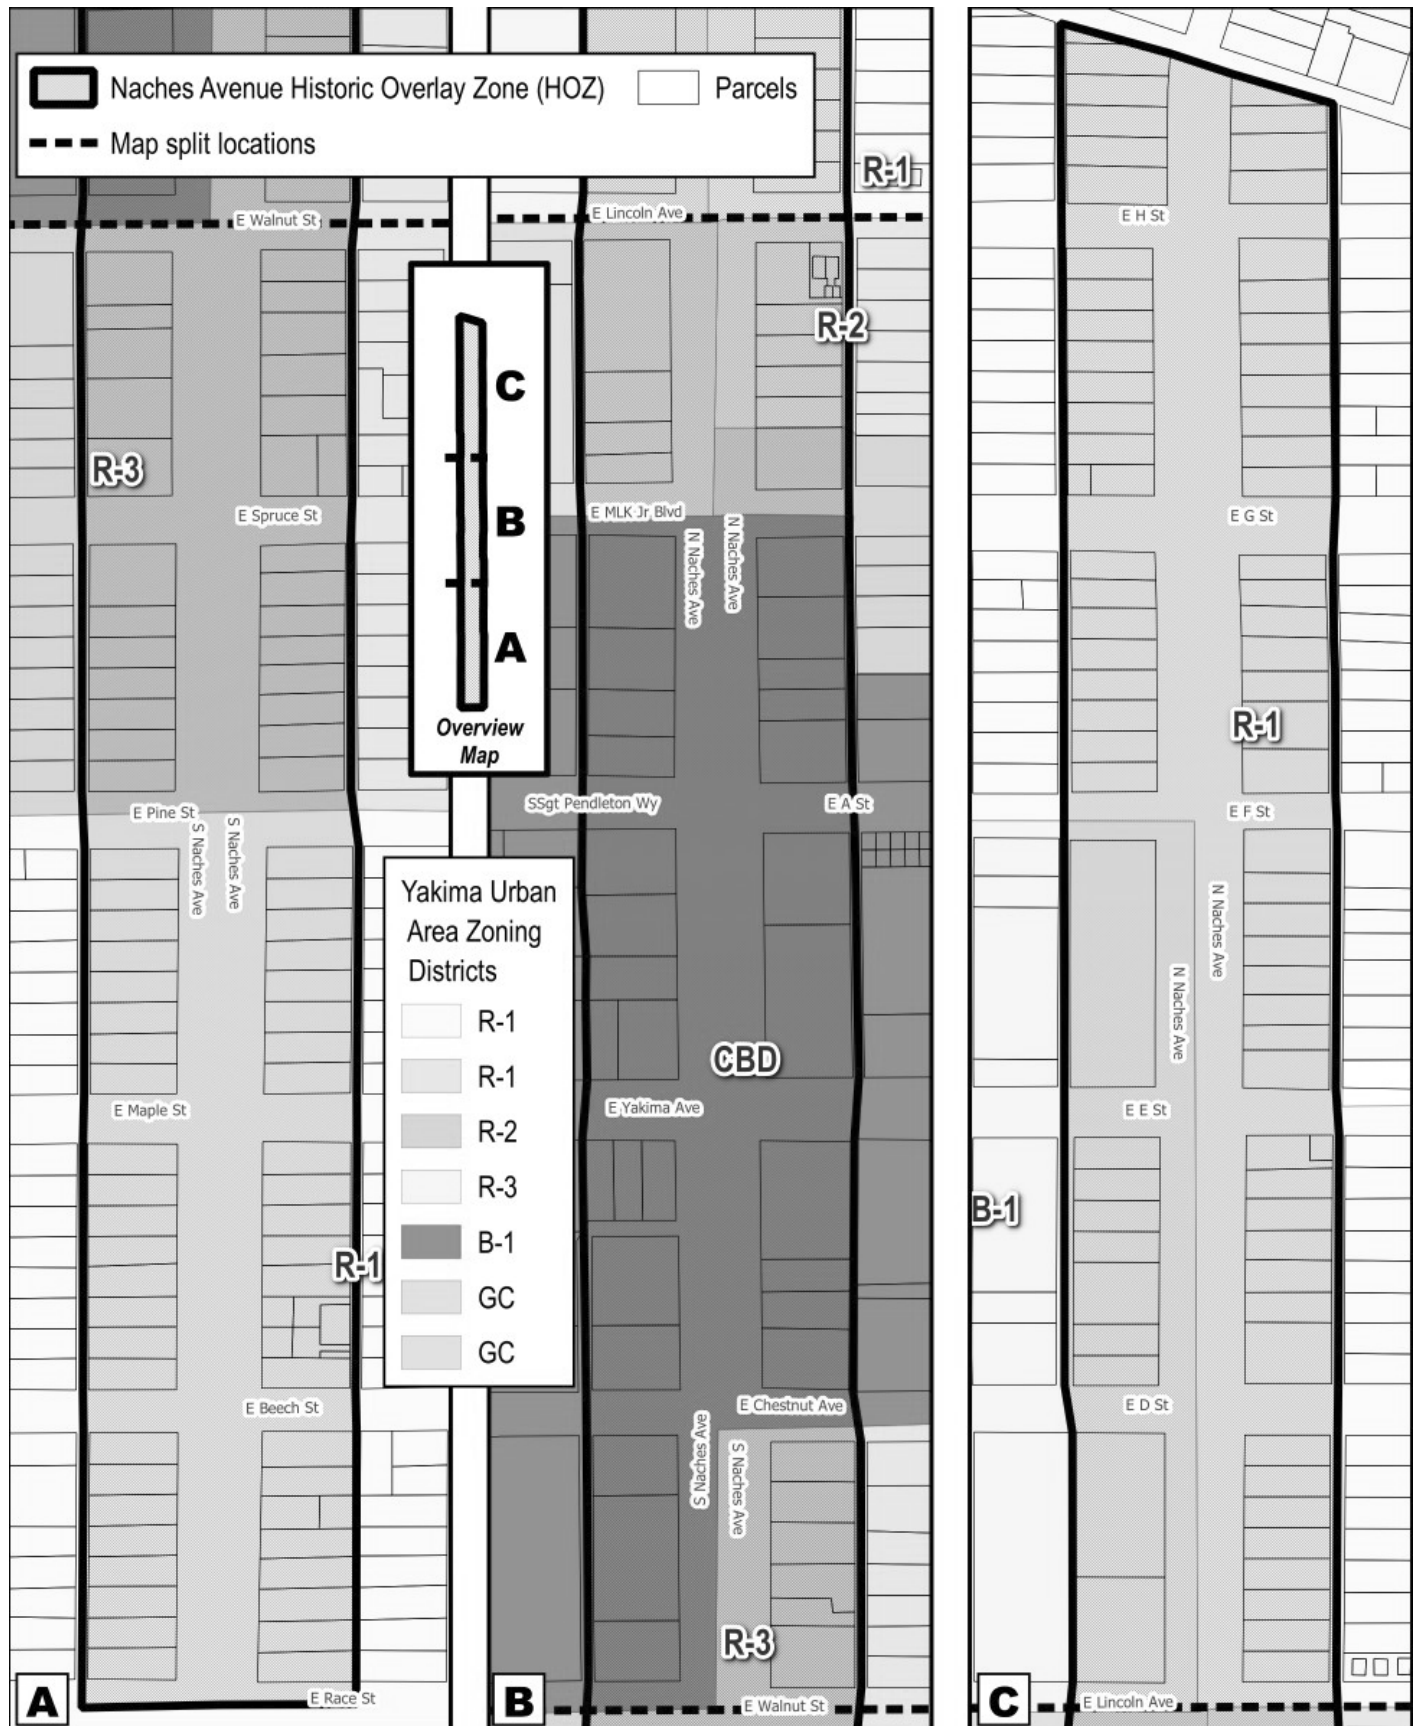 Naches Avenue Historic Overlay Zone (HOZ)
Parcels
Map split locations
E Walnut St
R-3
E Spruce St
E Pine St
S Naches Ave
S Naches Ave
E Maple St
R-1
E Beech St
E Race St
A
C
B
A
Overview
Map
Yakima Urban
Area Zoning
Districts
R-1
R-1
R-2
R-3
B-1
GC
GC
R-1
E Lincoln Ave
R-2
E MLK Jr Blvd
N Naches Ave
N Naches Ave
SSgt Pendleton Wy
E A St
CBD
E Yakima Ave
E Chestnut Ave
S Naches Ave
S Naches Ave
R-3
E Walnut St
B
E H St
E G St
R-1
E F St
N Naches Ave
N Naches Ave
E E St
B-1
E D St
E Lincoln Ave
C